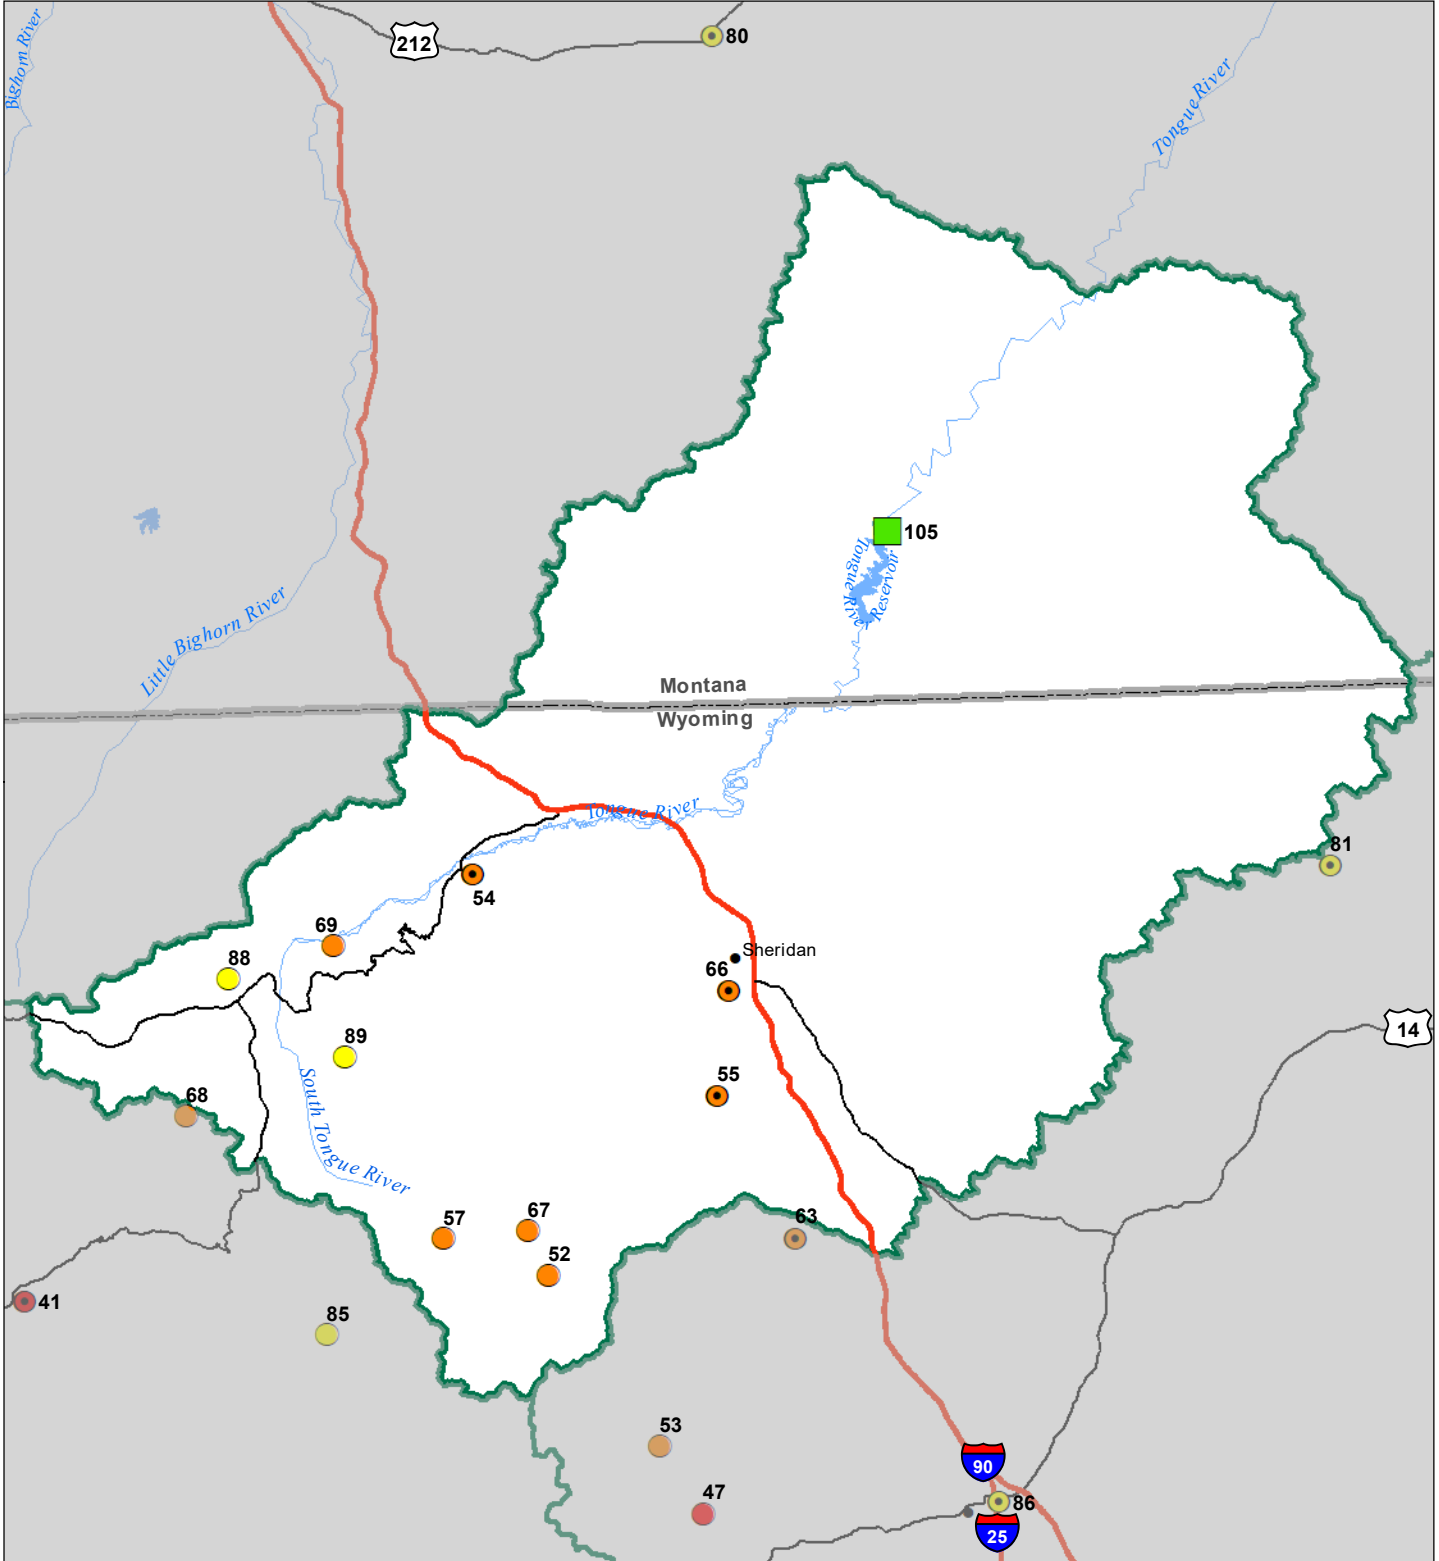 Bighorn River
212
80
Tongue River
105
Tongue River
Reservoir
Little Bighorn River
Montana
Wyoming
Tongue River
81
54
69
Sheridan
88
66
14
89
55
68
South Tongue River
57
67
63
52
41
85
53
90
47
86
25